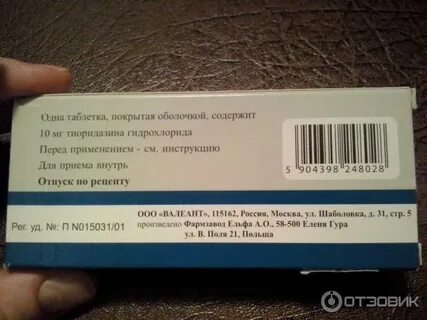 Одна таблетка, покрытая оболочкой, содержит
10 мг тиоридазина гидрохлорида
Перед применением - см. инструкцию
Для приема внутрь
Отпуск по рецепту
5 904398 248028
Рег. уд. №: П N015031/01
ООО «ВАЛЕАНТ», 115162, Россия, Москва, ул. Шаболовка, д. 31, стр. 5
произведено Фармзавод Ельфа А.О., 58-500 Еленя Гура
ул. В. Поля 21, Польша
ОТЗОВИК